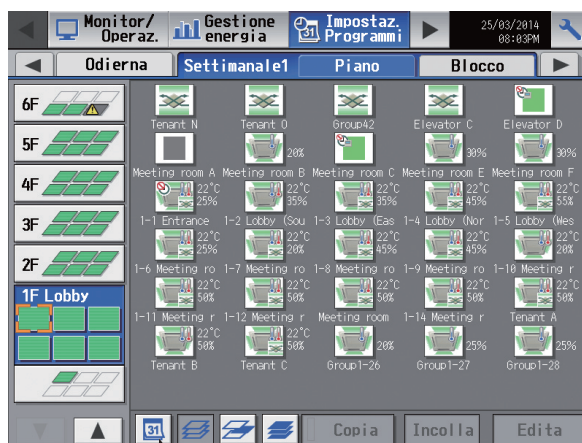 Monitor/ Operaz.
Gestione energia
31 Impostaz. Programmi
25/03/2014
08:03PM
Odierna Settimanale1 Piano Blocco
6F
5F
4F
3F
2F
1F Lobby
Tenant N Tenant O Group42 Elevator C Elevator D
20% 30% 30%
Meeting room A Meeting room B Meeting room C Meeting room E Meeting room F
22°C 22°C 22°C 22°C 22°C
25% 35% 35% 45% 55%
1-1 Entrance 1-2 Lobby (Sou 1-3 Lobby (Eas 1-4 Lobby (Nor 1-5 Lobby (Wes
22°C 22°C 22°C 22°C 22°C
25% 20% 45% 45% 20%
1-6 Meeting ro 1-7 Meeting ro 1-8 Meeting ro 1-9 Meeting ro 1-10 Meeting r
22°C 22°C 22°C 22°C 22°C
50% 50% 50% 50% 50%
1-11 Meeting r 1-12 Meeting r Meeting room 1-14 Meeting r Tenant A
22°C 22°C
50% 50% 20% 25% 25%
Tenant B Tenant C Group1-26 Group1-27 Group1-28
31 Copia Incolla Edita